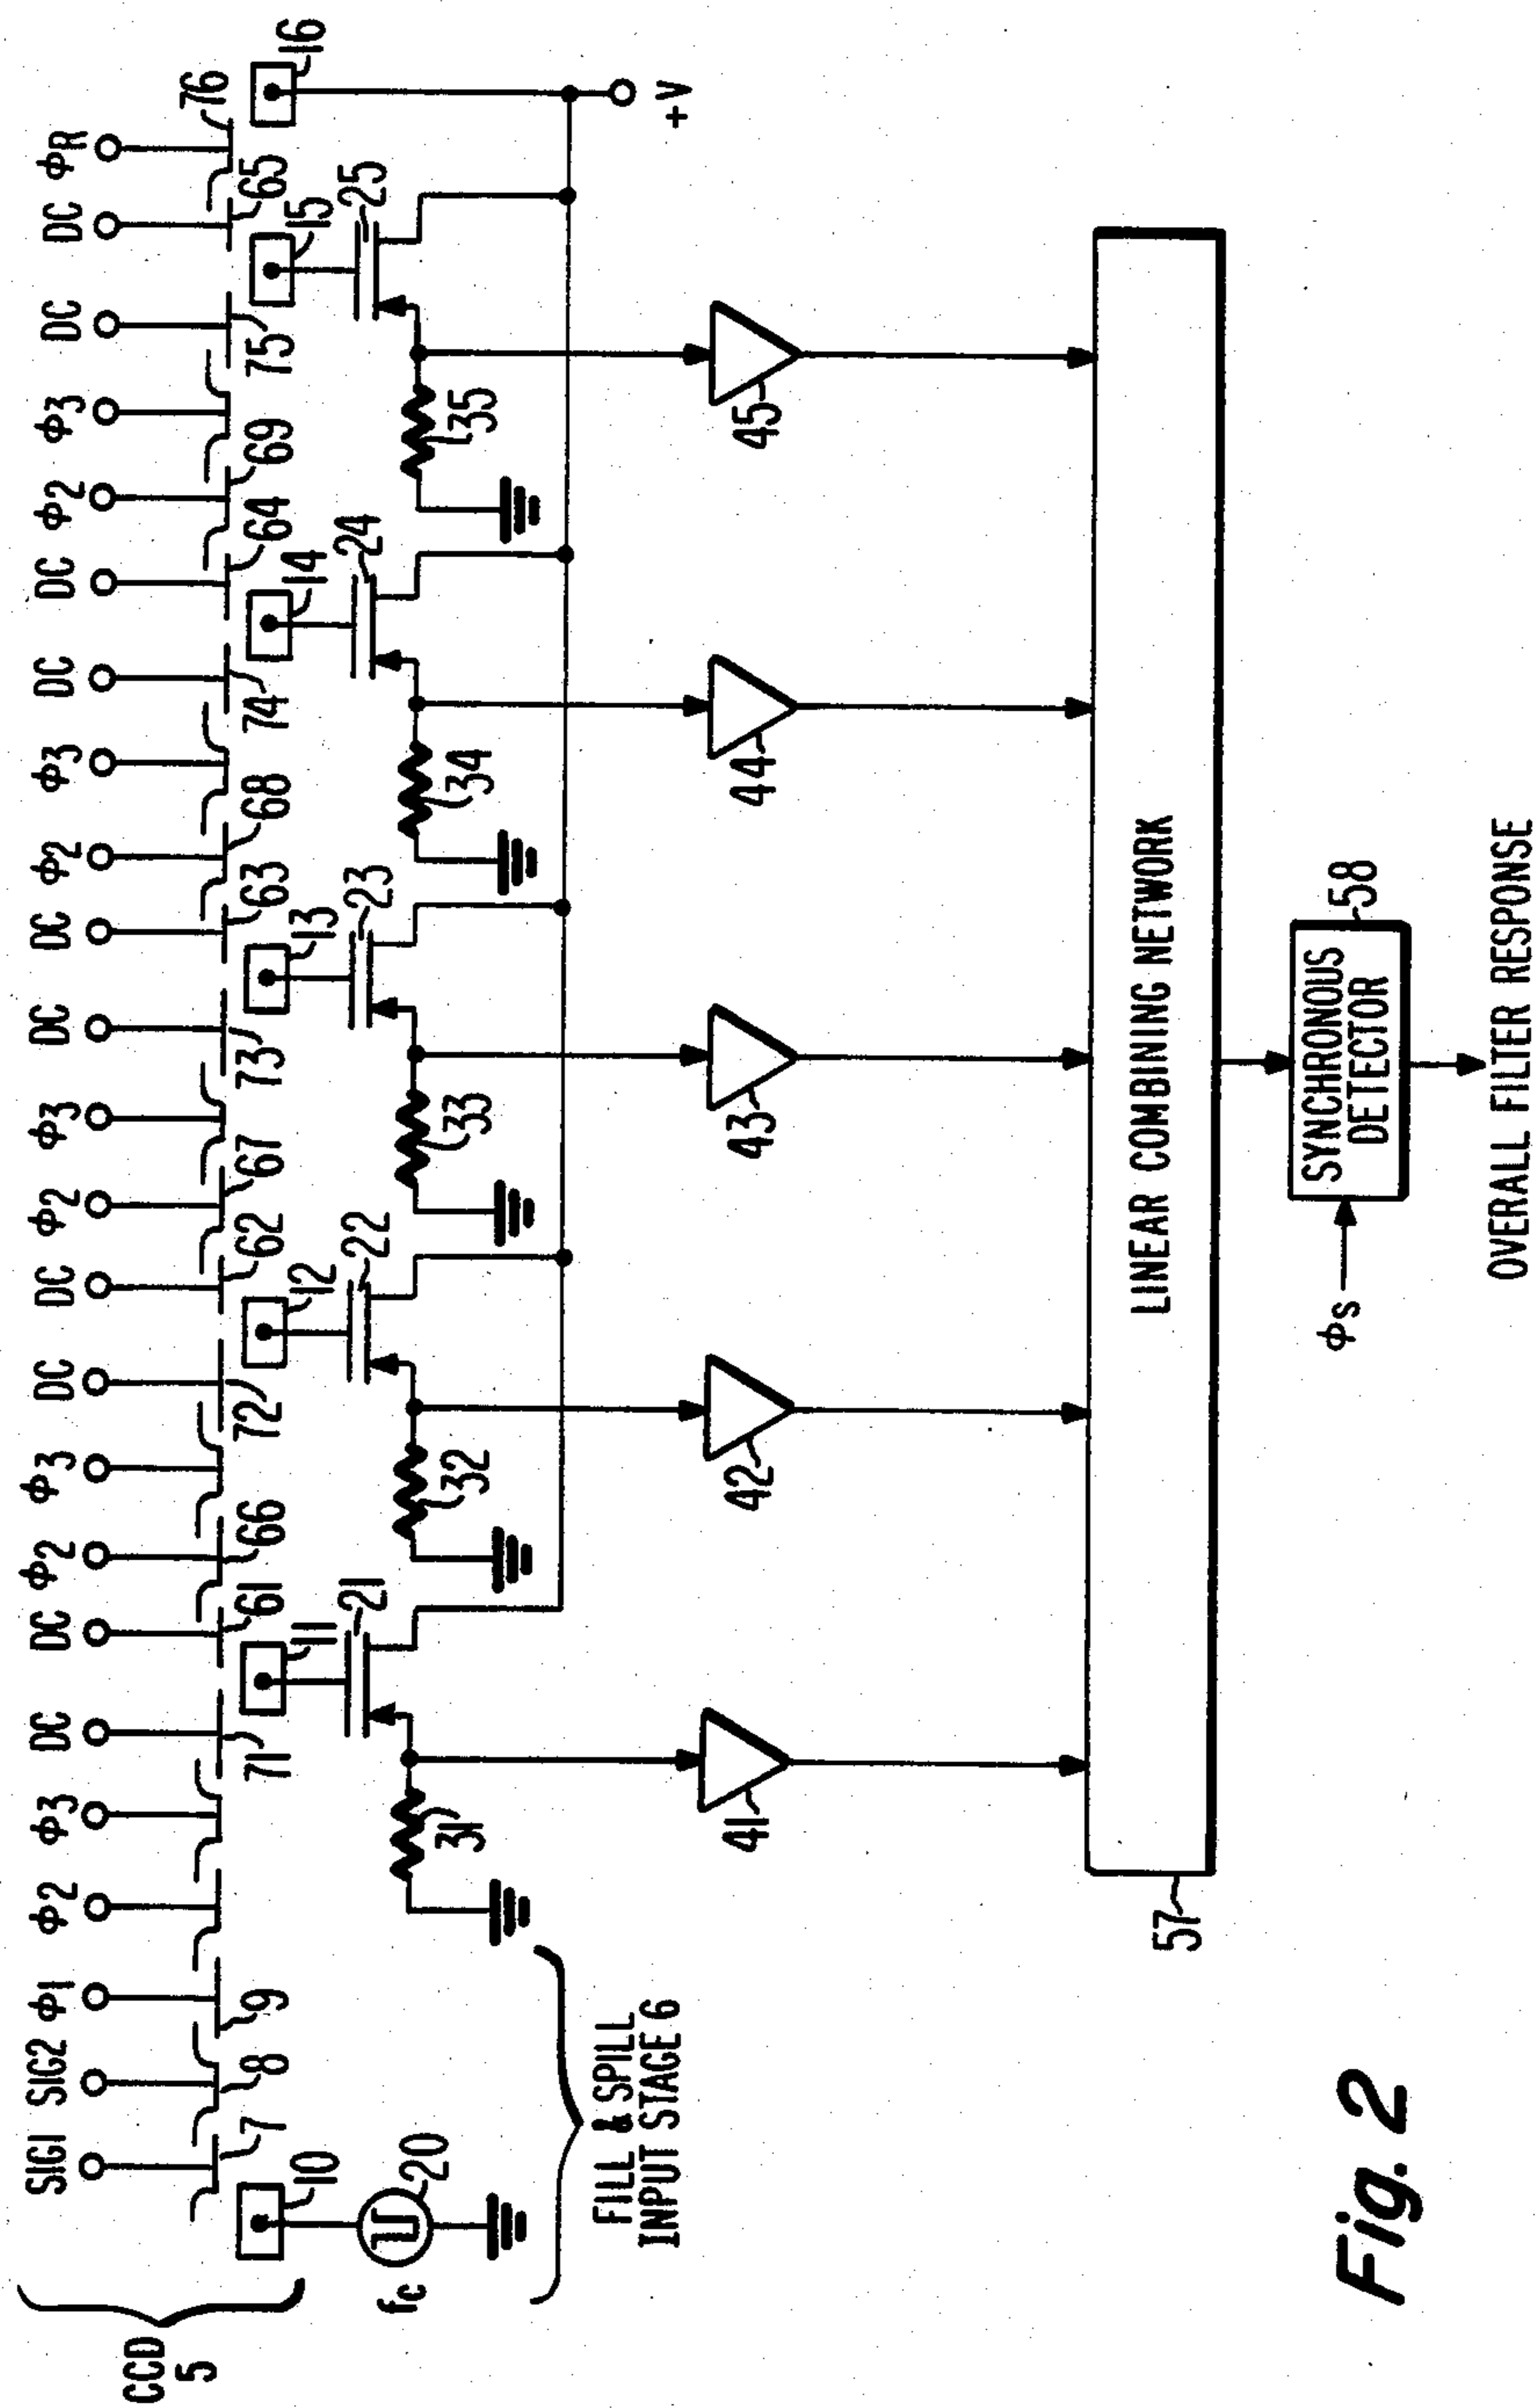 CCD
5
SIG1 SIG2 ϕ1 ϕ2 ϕ3 DC DC ϕ2 ϕ3 DC DC ϕ2 ϕ3 DC DC ϕ2 ϕ3 DC DC ϕ2 ϕ3 DC DC ϕR
7 8 9 71 61 66 72 62 67 73 63 68 74 64 69 75 65 76
10 11 12 13 14 15 16
fc 20 21 22 23 24 25
31 32 33 34 35
+V
FILL & SPILL
INPUT STAGE 6
41 42 43 44 45
57
LINEAR COMBINING NETWORK
ϕS
SYNCHRONOUS
DETECTOR
58
OVERALL FILTER RESPONSE
Fig. 2